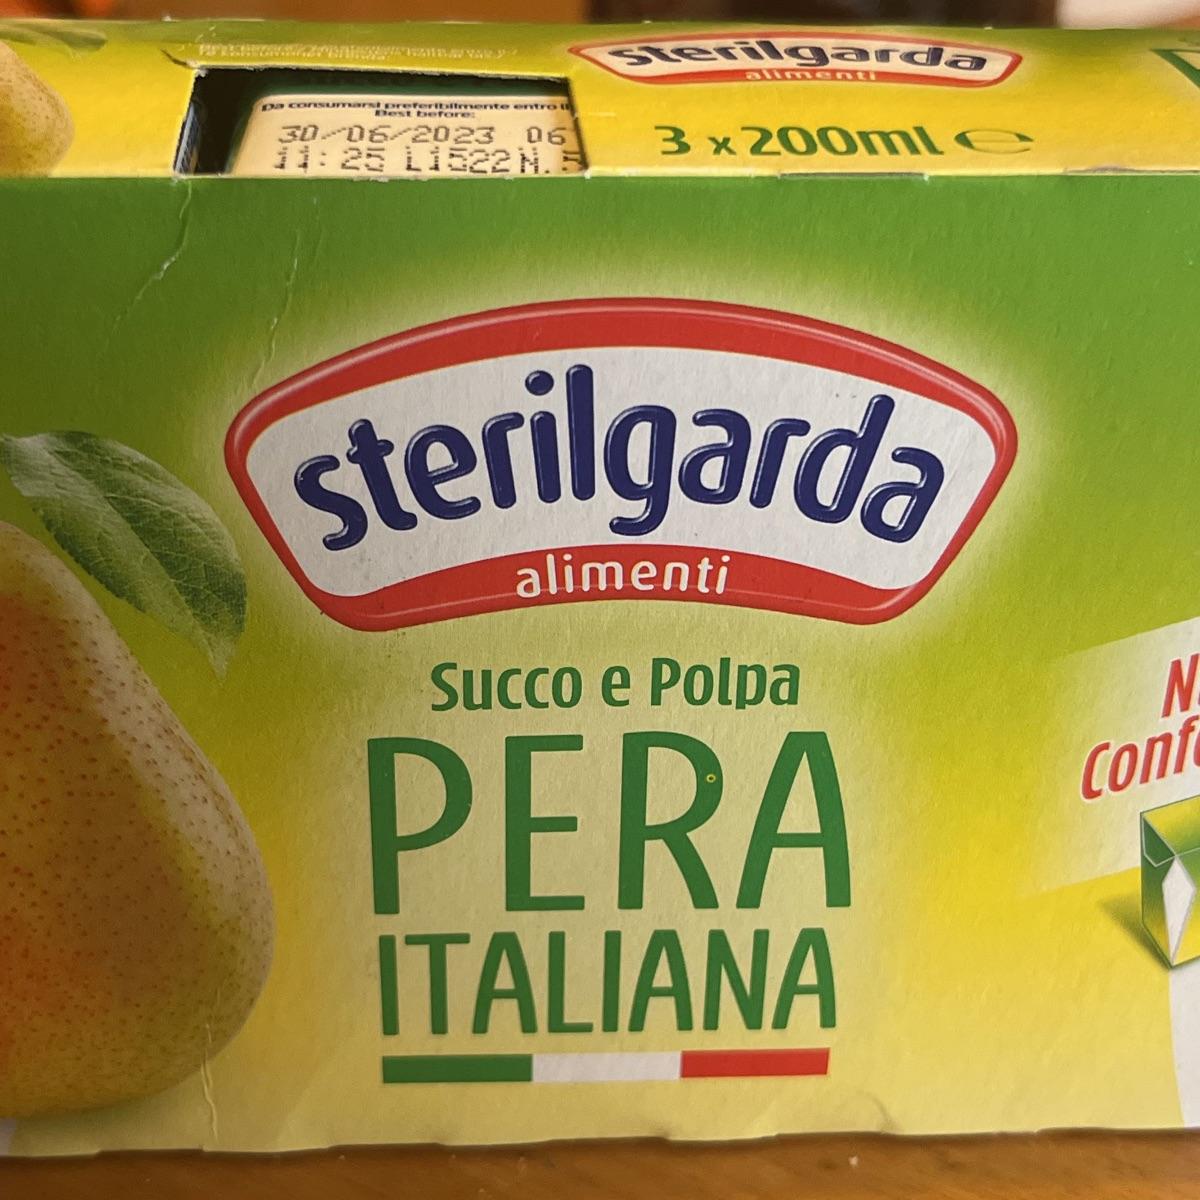 sterilgarda
alimenti
Da consumarsi preferibilmente entro il
Best before:
30/06/2023 06
11:25 L1522 N.
3 x 200ml e
sterilgarda
alimenti
Succo e Polpa
PERA
ITALIANA